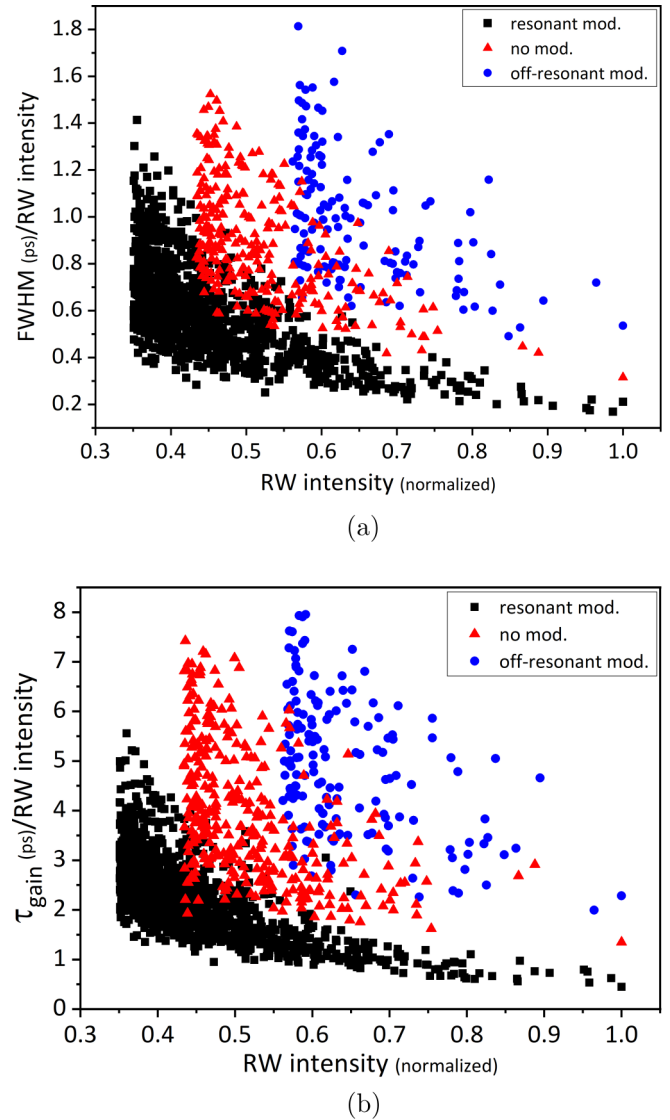 resonant mod.
no mod.
off-resonant mod.
FWHM (ps)/RW intensity
1.8
1.6
1.4
1.2
1.0
0.8
0.6
0.4
0.2
0.3 0.4 0.5 0.6 0.7 0.8 0.9 1.0
RW intensity (normalized)
(a)
resonant mod.
no mod.
off-resonant mod.
τgain (ps)/RW intensity
8
7
6
5
4
3
2
1
0
0.3 0.4 0.5 0.6 0.7 0.8 0.9 1.0
RW intensity (normalized)
(b)